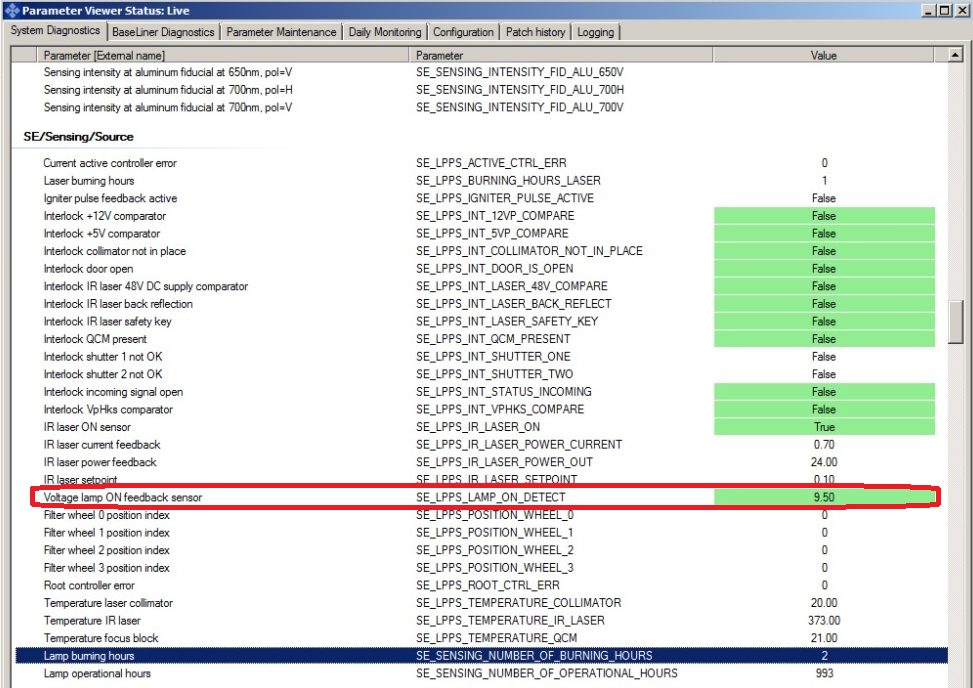 Parameter Viewer Status: Live
System Diagnostics BaseLiner Diagnostics Parameter Maintenance Daily Monitoring Configuration Patch history Logging
Parameter [External name] Parameter Value
Sensing intensity at aluminum fiducial at 650nm, pol=V SE_SENSING_INTENSITY_FID_ALU_650V
Sensing intensity at aluminum fiducial at 700nm, pol=H SE_SENSING_INTENSITY_FID_ALU_700H
Sensing intensity at aluminum fiducial at 700nm, pol=V SE_SENSING_INTENSITY_FID_ALU_700V
SE/Sensing/Source
Current active controller error SE_LPPS_ACTIVE_CTRL_ERR 0
Laser burning hours SE_LPPS_BURNING_HOURS_LASER 1
Igniter pulse feedback active SE_LPPS_IGNITER_PULSE_ACTIVE False
Interlock +12V comparator SE_LPPS_INT_12VP_COMPARE False
Interlock +5V comparator SE_LPPS_INT_5VP_COMPARE False
Interlock collimator not in place SE_LPPS_INT_COLLIMATOR_NOT_IN_PLACE False
Interlock door open SE_LPPS_INT_DOOR_IS_OPEN False
Interlock IR laser 48V DC supply comparator SE_LPPS_INT_LASER_48V_COMPARE False
Interlock IR laser back reflection SE_LPPS_INT_LASER_BACK_REFLECT False
Interlock IR laser safety key SE_LPPS_INT_LASER_SAFETY_KEY False
Interlock QCM present SE_LPPS_INT_QCM_PRESENT False
Interlock shutter 1 not OK SE_LPPS_INT_SHUTTER_ONE False
Interlock shutter 2 not OK SE_LPPS_INT_SHUTTER_TWO False
Interlock incoming signal open SE_LPPS_INT_STATUS_INCOMING False
Interlock VpHks comparator SE_LPPS_INT_VPHKS_COMPARE False
IR laser ON sensor SE_LPPS_IR_LASER_ON True
IR laser current feedback SE_LPPS_IR_LASER_POWER_CURRENT 0.70
IR laser power feedback SE_LPPS_IR_LASER_POWER_OUT 24.00
IR laser setpoint SE_LPPS_IR_LASER_SETPOINT 0.10
Voltage lamp ON feedback sensor SE_LPPS_LAMP_ON_DETECT 9.50
Filter wheel 0 position index SE_LPPS_POSITION_WHEEL_0 0
Filter wheel 1 position index SE_LPPS_POSITION_WHEEL_1 0
Filter wheel 2 position index SE_LPPS_POSITION_WHEEL_2 0
Filter wheel 3 position index SE_LPPS_POSITION_WHEEL_3 0
Root controller error SE_LPPS_ROOT_CTRL_ERR 0
Temperature laser collimator SE_LPPS_TEMPERATURE_COLLIMATOR 20.00
Temperature IR laser SE_LPPS_TEMPERATURE_IR_LASER 373.00
Temperature focus block SE_LPPS_TEMPERATURE_QCM 21.00
Lamp burning hours SE_SENSING_NUMBER_OF_BURNING_HOURS 2
Lamp operational hours SE_SENSING_NUMBER_OF_OPERATIONAL_HOURS 993